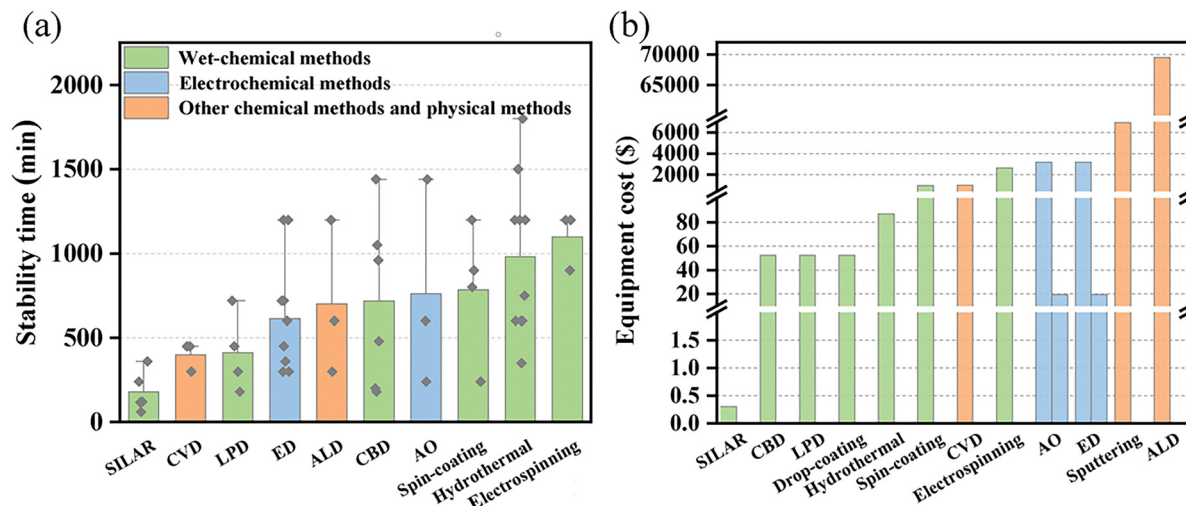 (a)
Wet-chemical methods
Electrochemical methods
Other chemical methods and physical methods
Stability time (min)
2000
1500
1000
500
0
SILAR
CVD
LPD
ED
ALD
CBD
AO
Spin-coating
Hydrothermal
Electrospinning
(b)
Equipment cost ($)
70000
65000
6000
4000
2000
80
60
40
20
1.5
1.0
0.5
0.0
SILAR
CBD
LPD
Drop-coating
Hydrothermal
Spin-coating
CVD
Electrospinning
AO
ED
Sputtering
ALD